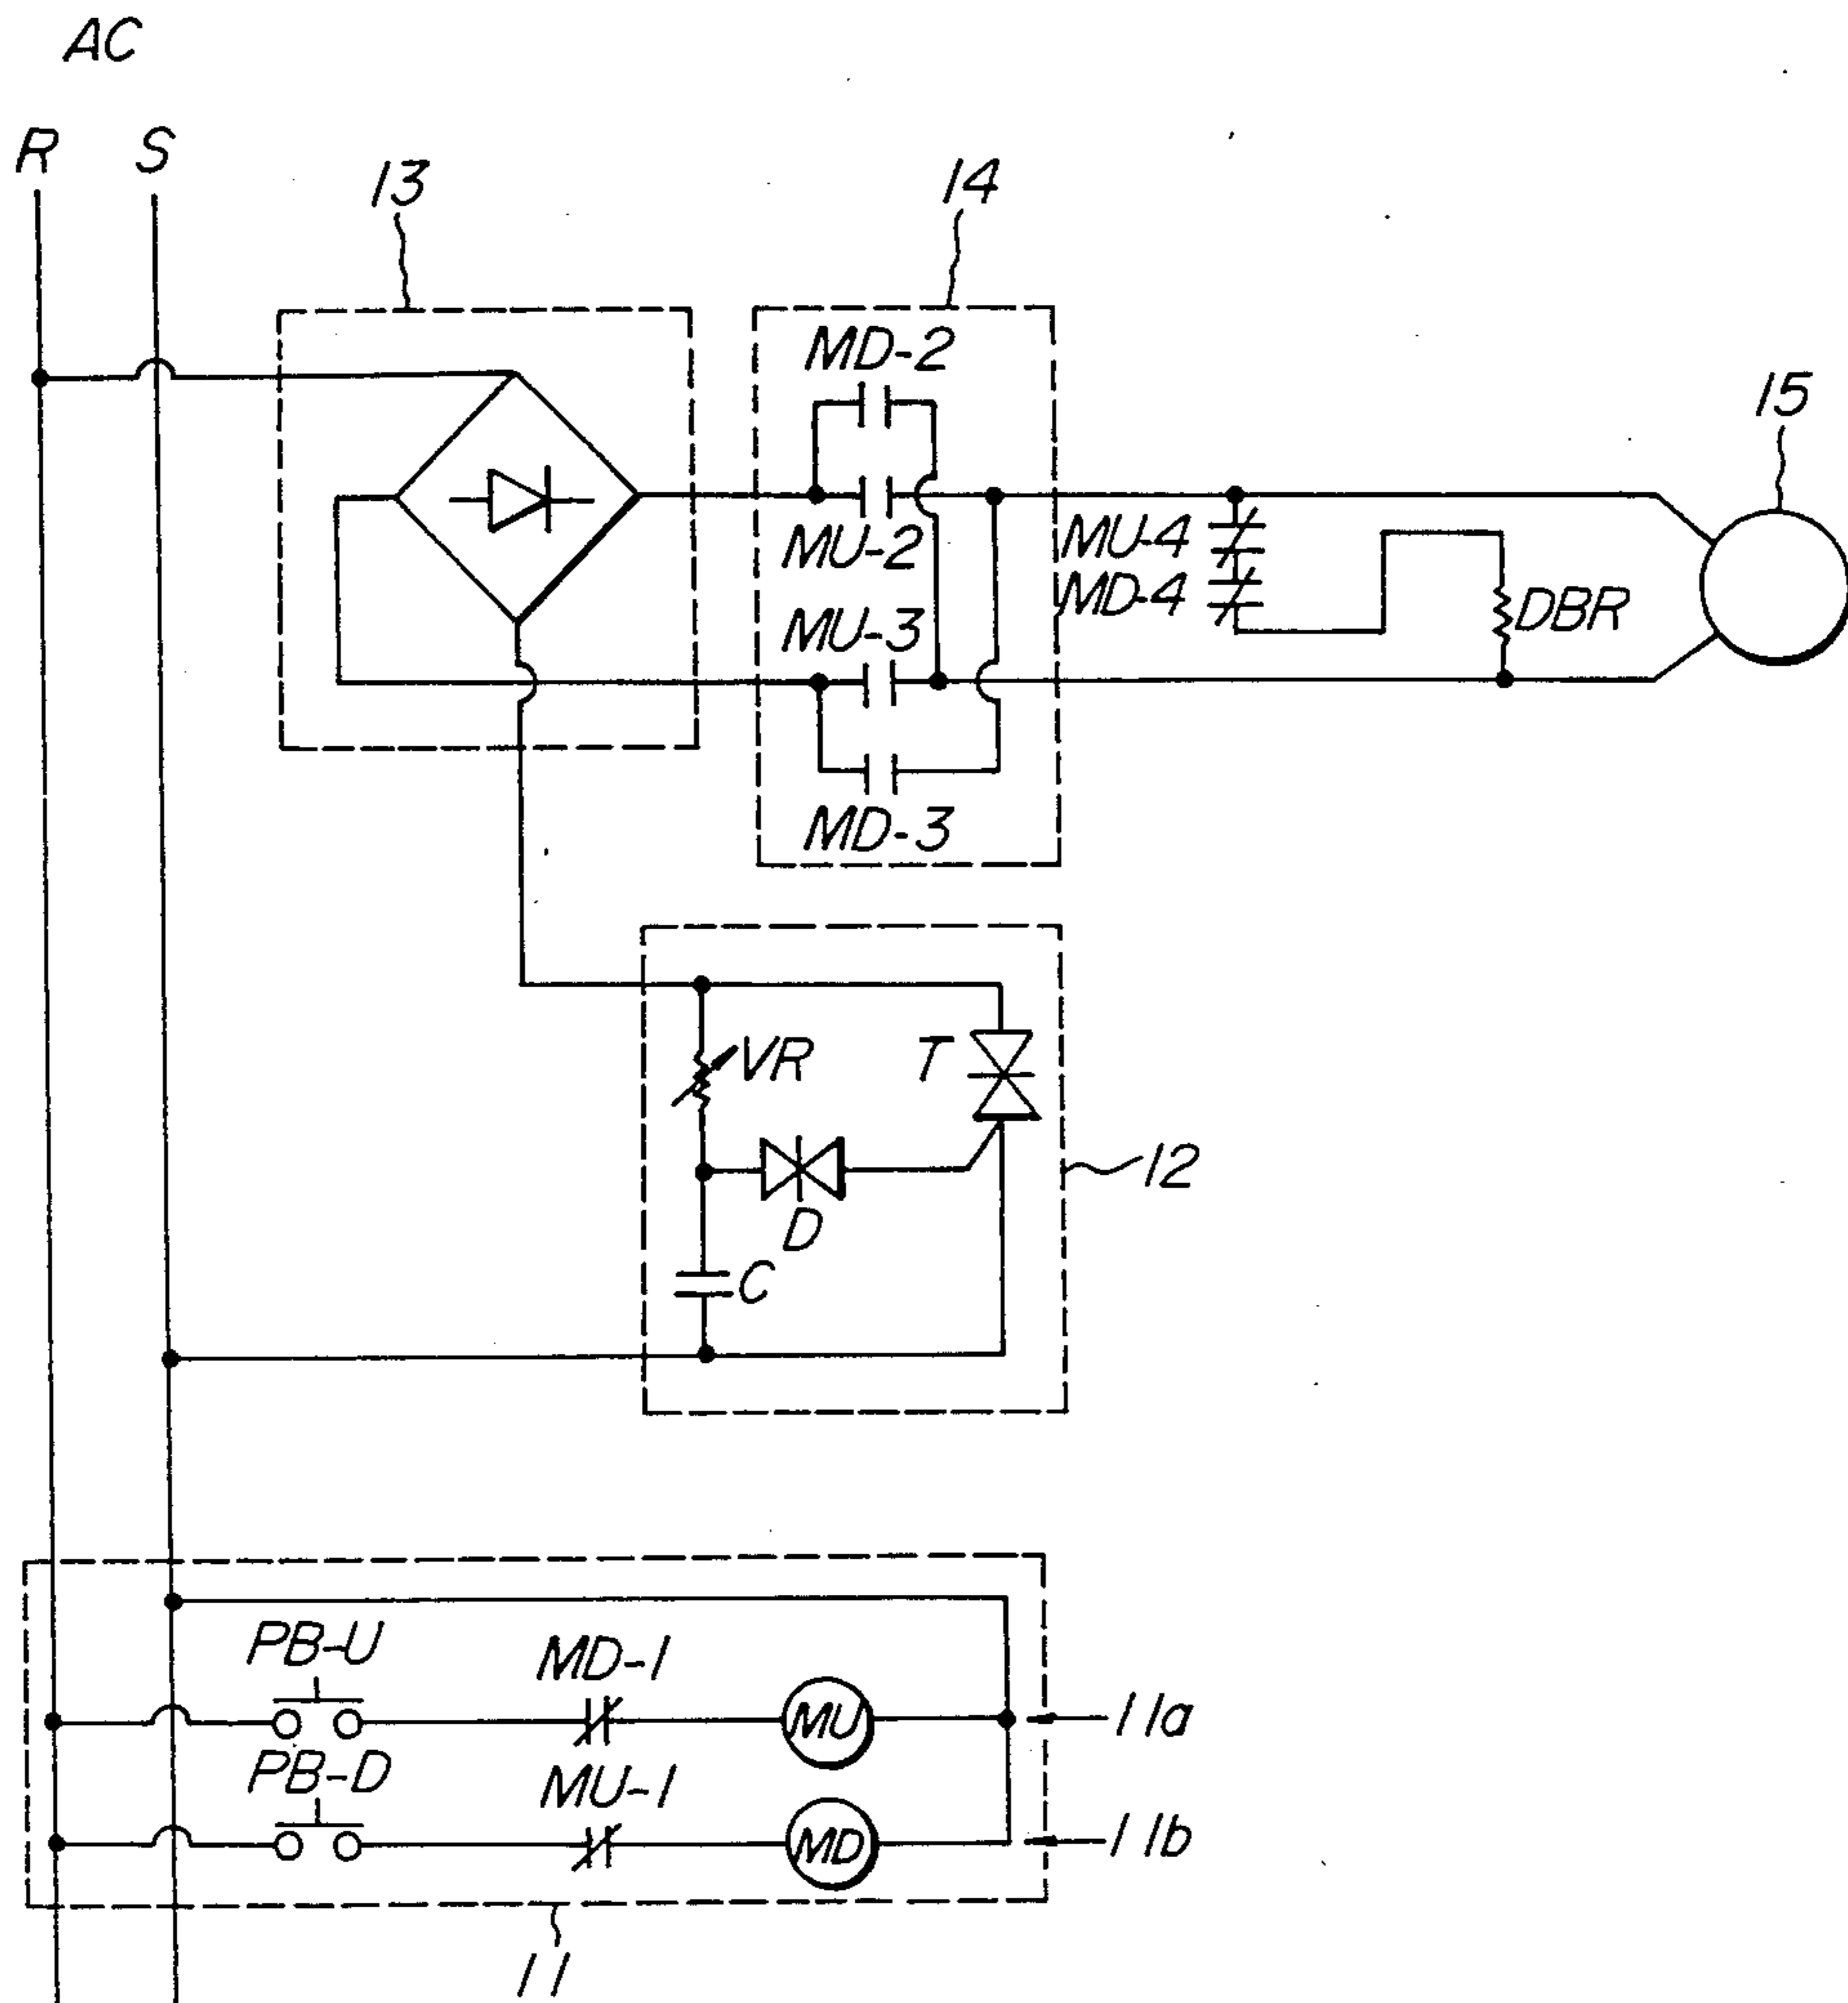 AC
R S
13
14
MD-2
15
MU-2
MU-4
MD-4
MU-3
DBR
MD-3
VR
T
12
D
C
PB-U
MD-1
MU
11a
PB-D
MU-1
MD
11b
11